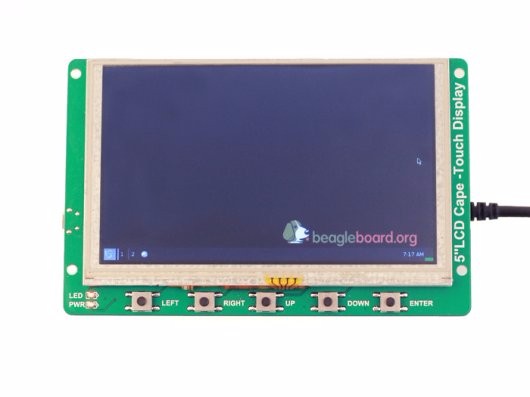 5"LCD Cape -Touch Display
beagleboard.org
1 2
7:17 AM
LED
PWR
LEFT
RIGHT
UP
DOWN
ENTER